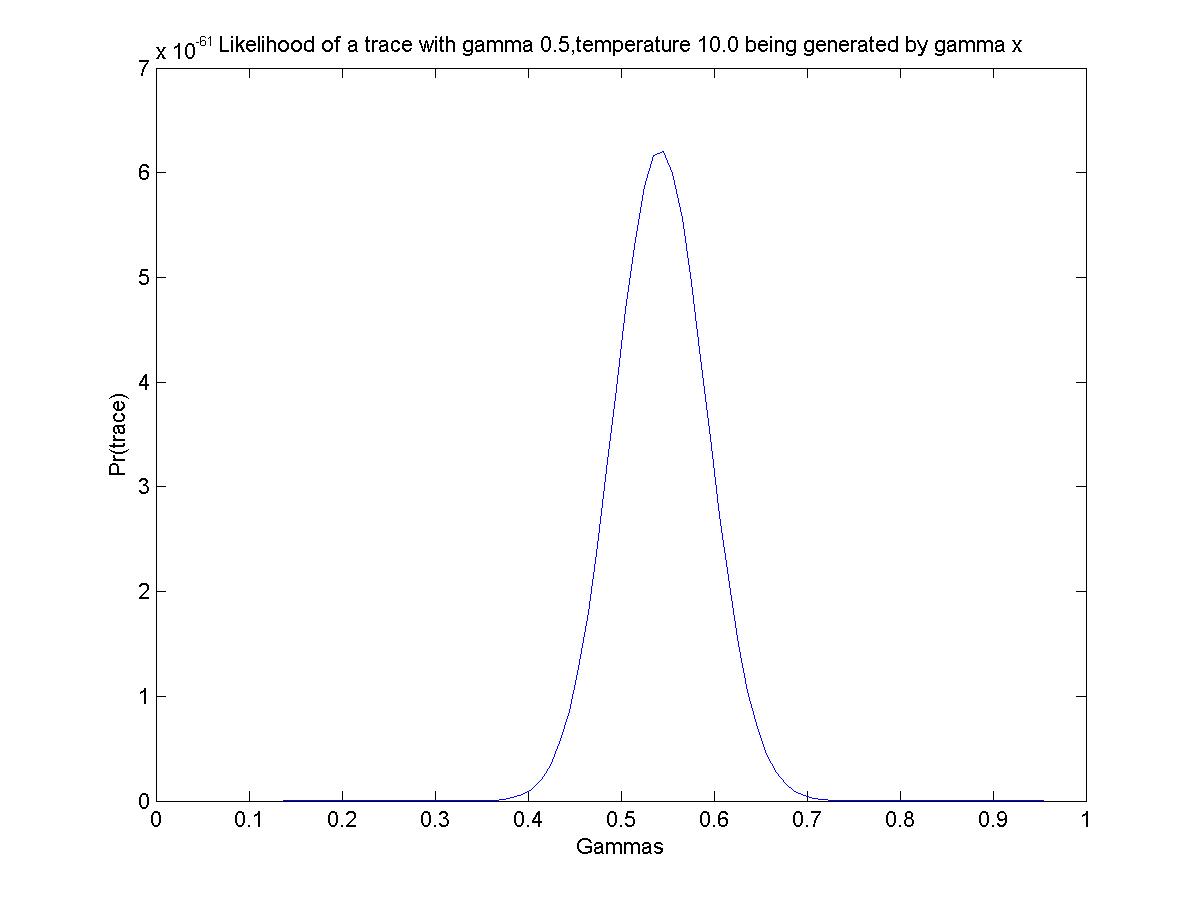 x 10-61 Likelihood of a trace with gamma 0.5,temperature 10.0 being generated by gamma x
7
6
5
4
3
2
1
0
Pr(trace)
0 0.1 0.2 0.3 0.4 0.5 0.6 0.7 0.8 0.9 1
Gammas